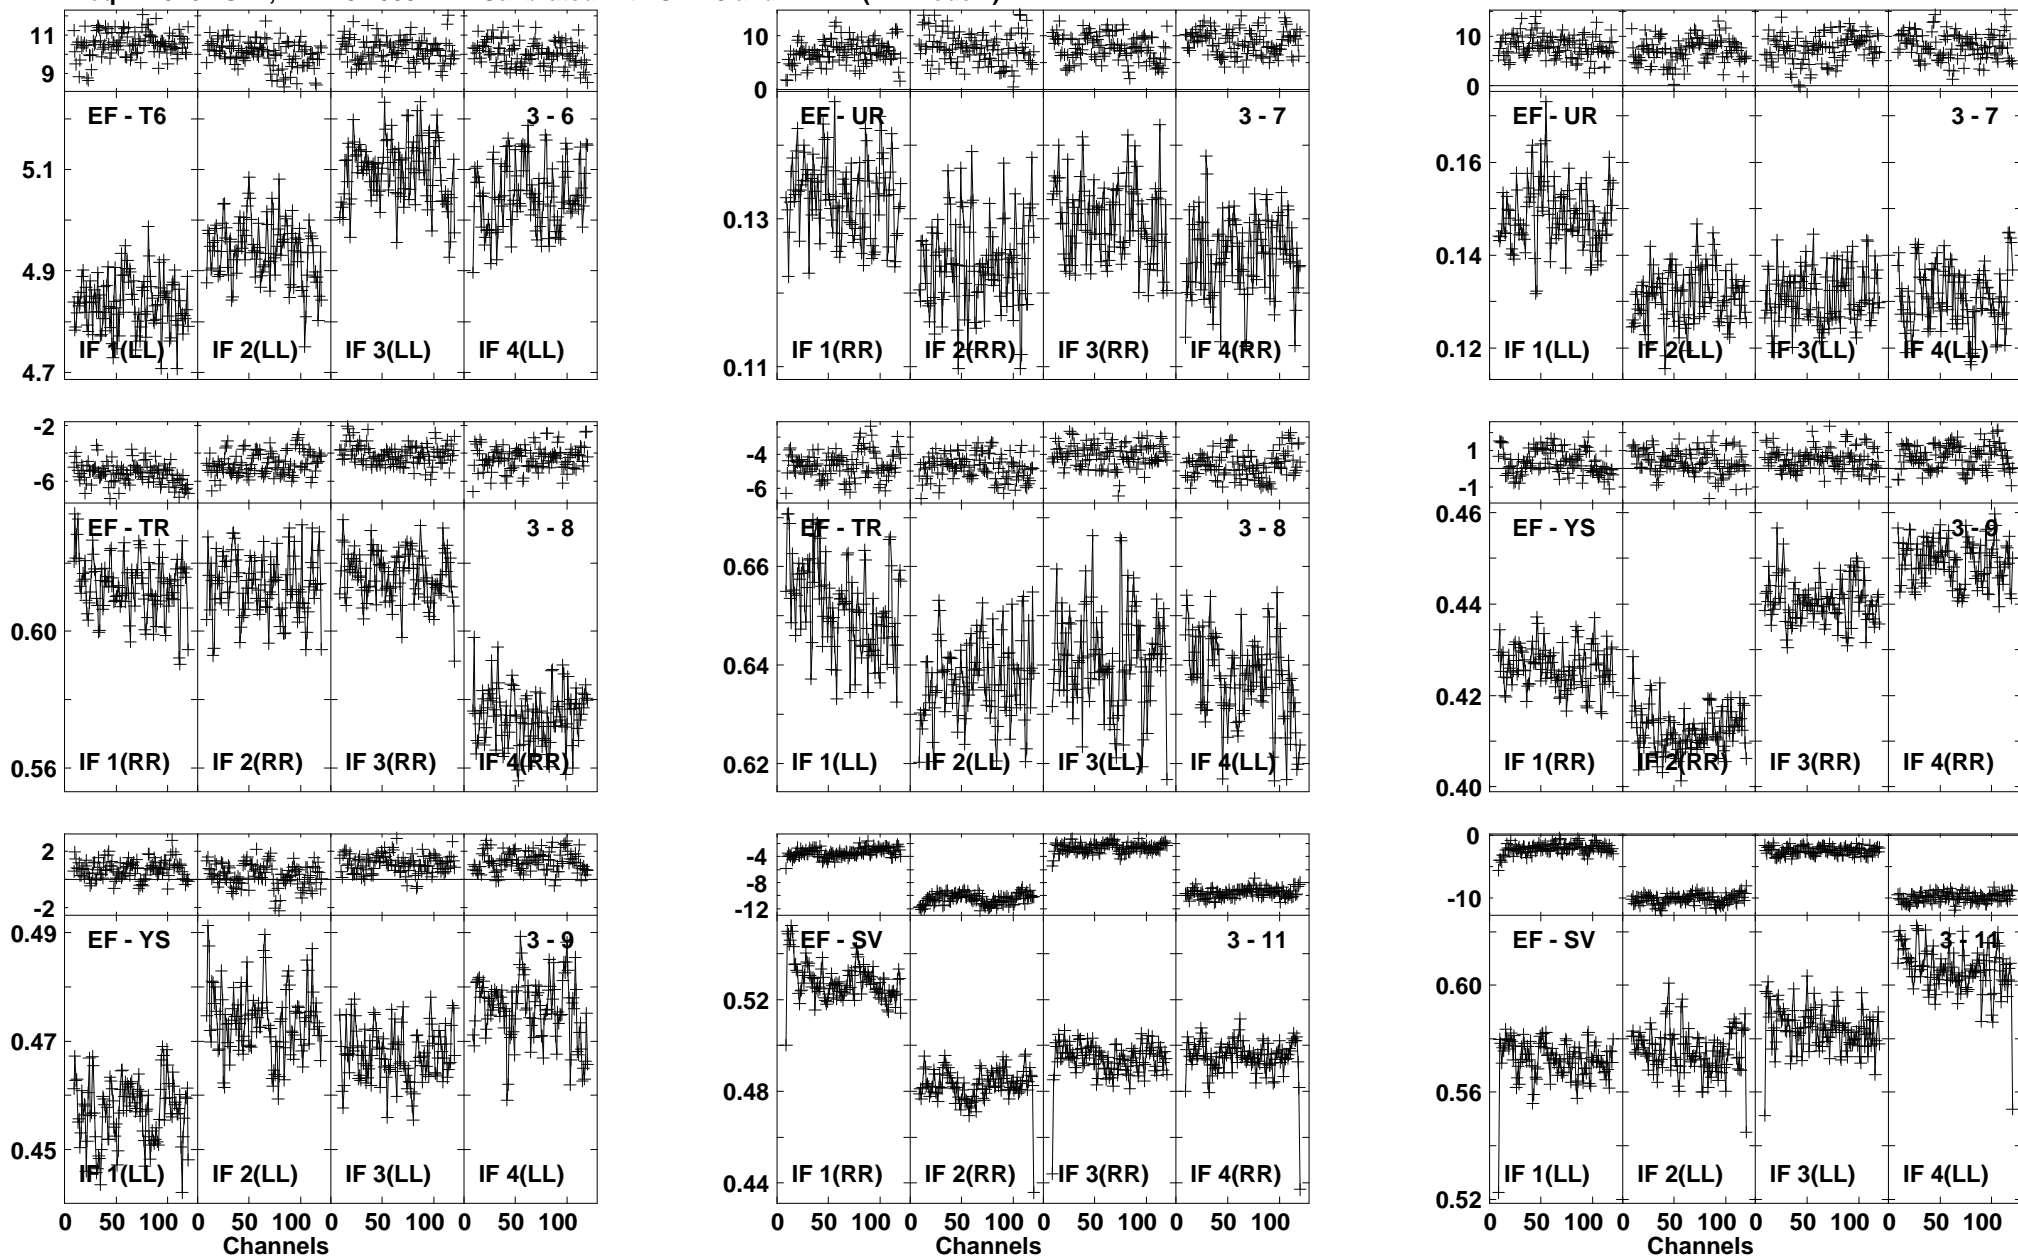 11
9
EF - T6
3 - 6
5.1
4.9
4.7
IF 1(LL)
IF 2(LL)
IF 3(LL)
IF 4(LL)
10
0
EF - UR
3 - 7
0.13
0.11
IF 1(RR)
IF 2(RR)
IF 3(RR)
IF 4(RR)
10
0
EF - UR
3 - 7
0.16
0.14
0.12
IF 1(LL)
IF 2(LL)
IF 3(LL)
IF 4(LL)
-2
-6
EF - TR
3 - 8
0.60
0.56
IF 1(RR)
IF 2(RR)
IF 3(RR)
IF 4(RR)
-4
-6
EF - TR
3 - 8
0.66
0.64
0.62
IF 1(LL)
IF 2(LL)
IF 3(LL)
IF 4(LL)
1
-1
EF - YS
3 - 9
0.46
0.44
0.42
0.40
IF 1(RR)
IF 2(RR)
IF 3(RR)
IF 4(RR)
2
-2
EF - YS
3 - 9
0.49
0.47
0.45
IF 1(LL)
IF 2(LL)
IF 3(LL)
IF 4(LL)
0 50 100 0 50 100 0 50 100 0 50 100
Channels
-4
-8
-12
EF - SV
3 - 11
0.52
0.48
0.44
IF 1(RR)
IF 2(RR)
IF 3(RR)
IF 4(RR)
0 50 100 0 50 100 0 50 100 0 50 100
Channels
0
-10
EF - SV
3 - 11
0.60
0.56
0.52
IF 1(LL)
IF 2(LL)
IF 3(LL)
IF 4(LL)
0 50 100 0 50 100 0 50 100 0 50 100
Channels